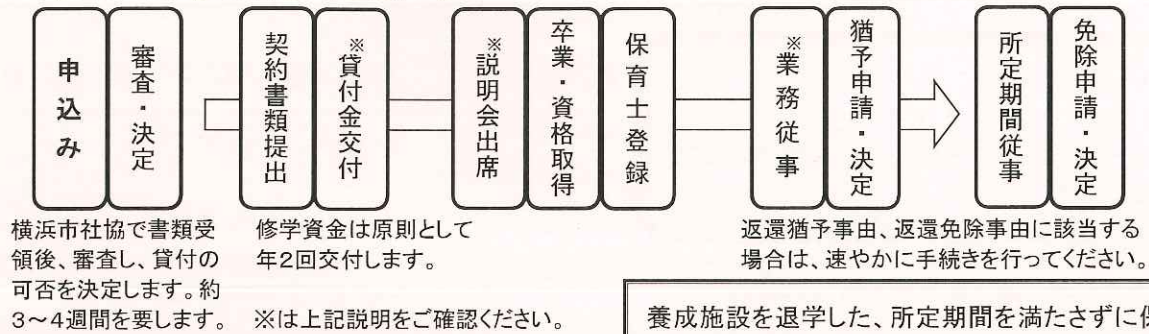 申込み
審査・決定
契約書類提出
※貸付金交付
※説明会出席
卒業・資格取得
保育士登録
※業務従事
猶予申請・決定
所定期間従事
免除申請・決定
横浜市社協で書類受
領後、審査し、貸付の
可否を決定します。約
3～4週間を要します。
修学資金は原則として
年2回交付します。
※は上記説明をご確認ください。
返還猶予事由、返還免除事由に該当する
場合は、速やかに手続きを行ってください。
養成施設を退学した、所定期間を満たさずに